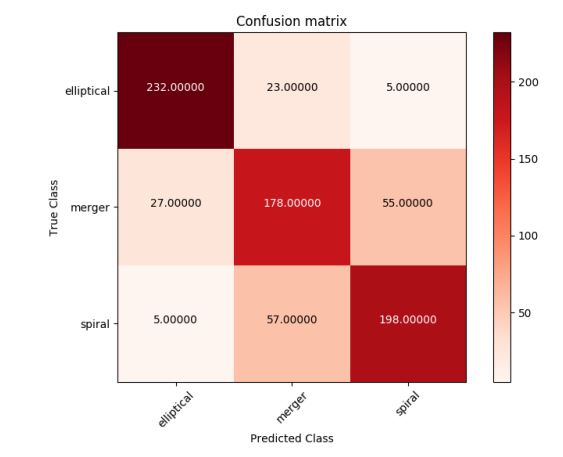 Confusion matrix
True Class
elliptical 232.00000 23.00000 5.00000
merger 27.00000 178.00000 55.00000
spiral 5.00000 57.00000 198.00000
elliptical merger spiral
Predicted Class
200
150
100
50